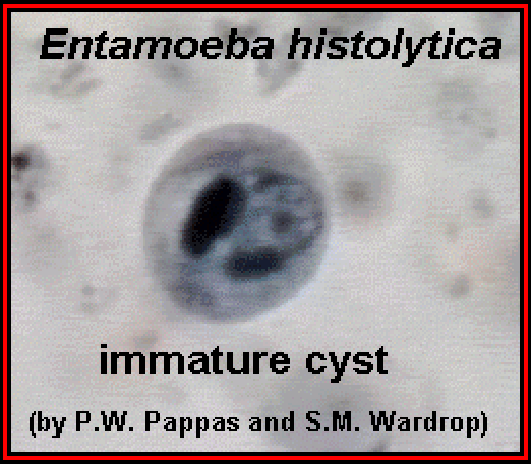 Entamoeba histolytica
immature cyst
(by P.W. Pappas and S.M. Wardrop)